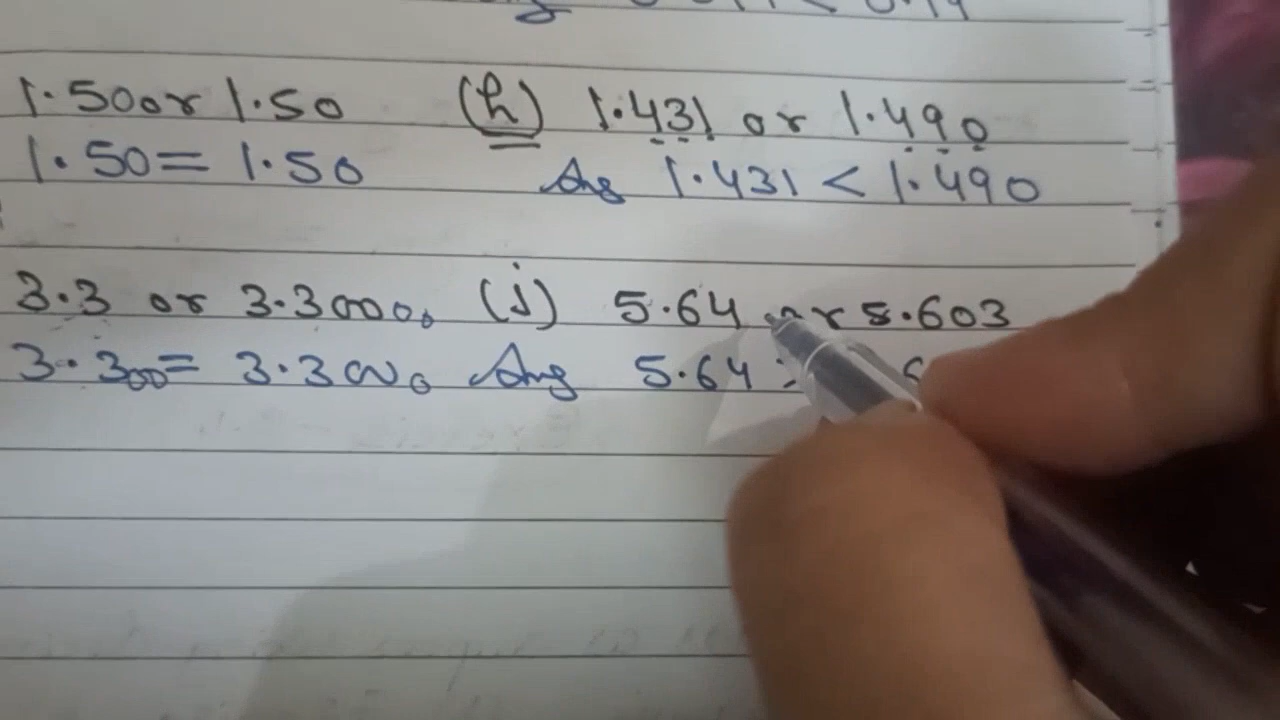 1.50 or 1.50 (h) 1.431 or 1.490
1.50 = 1.50 Ans 1.431 < 1.490
3.3 or 3.3000 (j) 5.64 or 5.603
3.300 = 3.3000 Ans 5.64 >